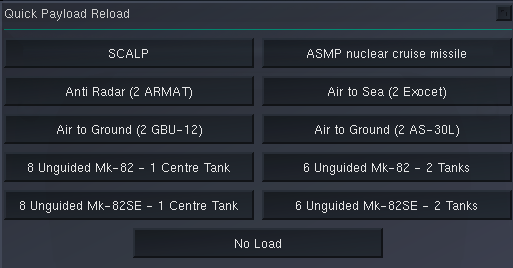 Quick Payload Reload
SCALP
ASMP nuclear cruise missile
Anti Radar (2 ARMAT)
Air to Sea (2 Exocet)
Air to Ground (2 GBU-12)
Air to Ground (2 AS-30L)
8 Unguided Mk-82 - 1 Centre Tank
6 Unguided Mk-82 - 2 Tanks
8 Unguided Mk-82SE - 1 Centre Tank
6 Unguided Mk-82SE - 2 Tanks
No Load